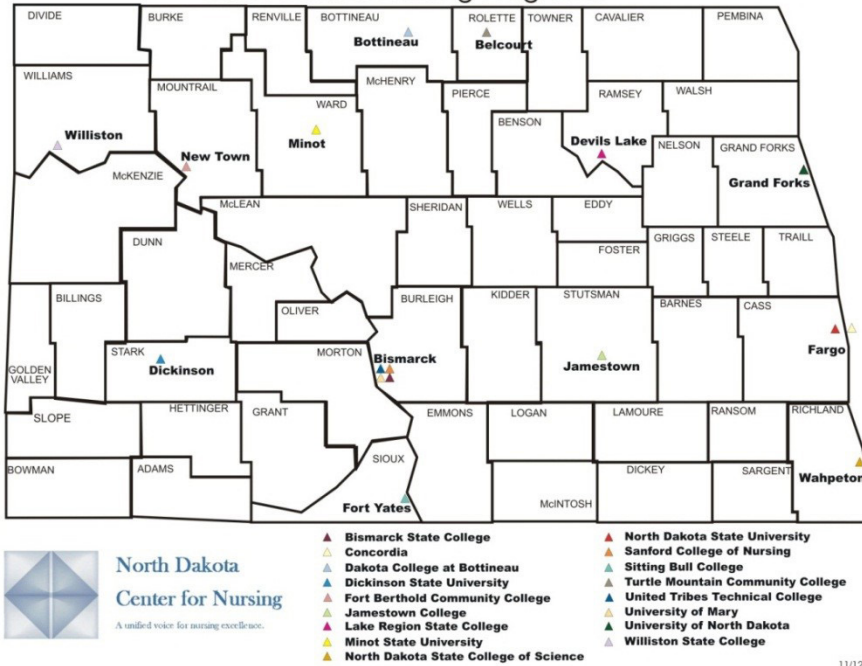 DIVIDE
BURKE
RENVILLE
BOTTINEAU
ROLETTE
TOWNER
CAVALIER
PEMBINA
Bottineau
Belcourt
WILLIAMS
MOUNTRAIL
WARD
McHENRY
PIERCE
BENSON
RAMSEY
WALSH
Williston
New Town
Minot
Devils Lake
NELSON
GRAND FORKS
Grand Forks
McKENZIE
McLEAN
SHERIDAN
WELLS
EDDY
FOSTER
GRIGGS
STEELE
TRAILL
DUNN
MERCER
OLIVER
BILLINGS
BURLEIGH
KIDDER
STUTSMAN
BARNES
CASS
GOLDEN
VALLEY
STARK
Dickinson
MORTON
Bismarck
Jamestown
Fargo
SLOPE
HETTINGER
GRANT
EMMONS
LOGAN
LAMOURE
RANSOM
RICHLAND
BOWMAN
ADAMS
SIOUX
Fort Yates
McINTOSH
DICKEY
SARGENT
Wahpeton
North Dakota
Center for Nursing
A unified voice for nursing excellence.
Bismarck State College
Concordia
Dakota College at Bottineau
Dickinson State University
Fort Berthold Community College
Jamestown College
Lake Region State College
Minot State University
North Dakota State College of Science
North Dakota State University
Sanford College of Nursing
Sitting Bull College
Turtle Mountain Community College
United Tribes Technical College
University of Mary
University of North Dakota
Williston State College